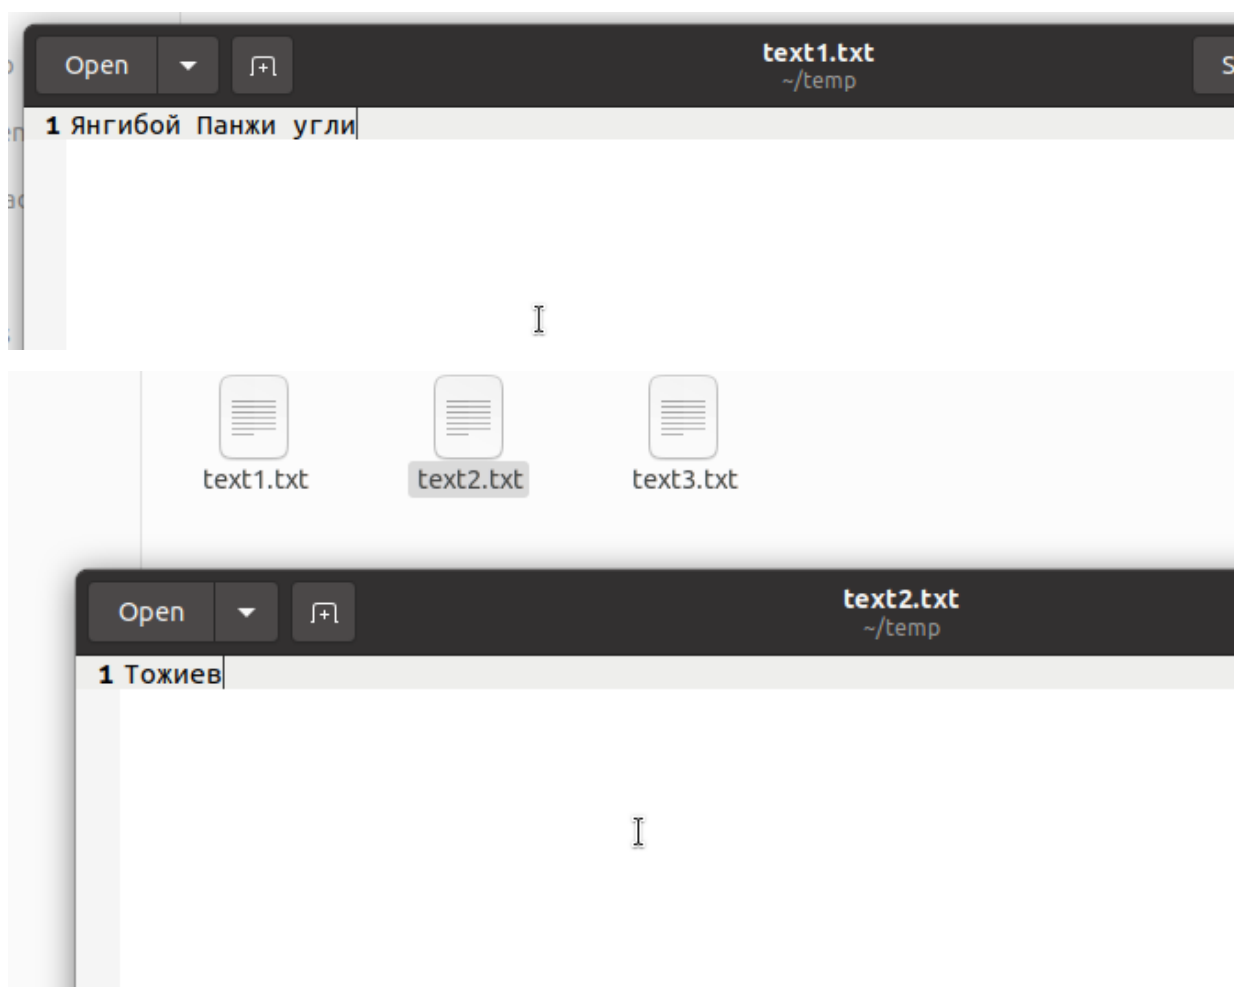 Open
text1.txt
S
~/temp
1 Янгибой Панжи угли
text1.txt text2.txt text3.txt
Open
text2.txt
~/temp
1 Тожиев